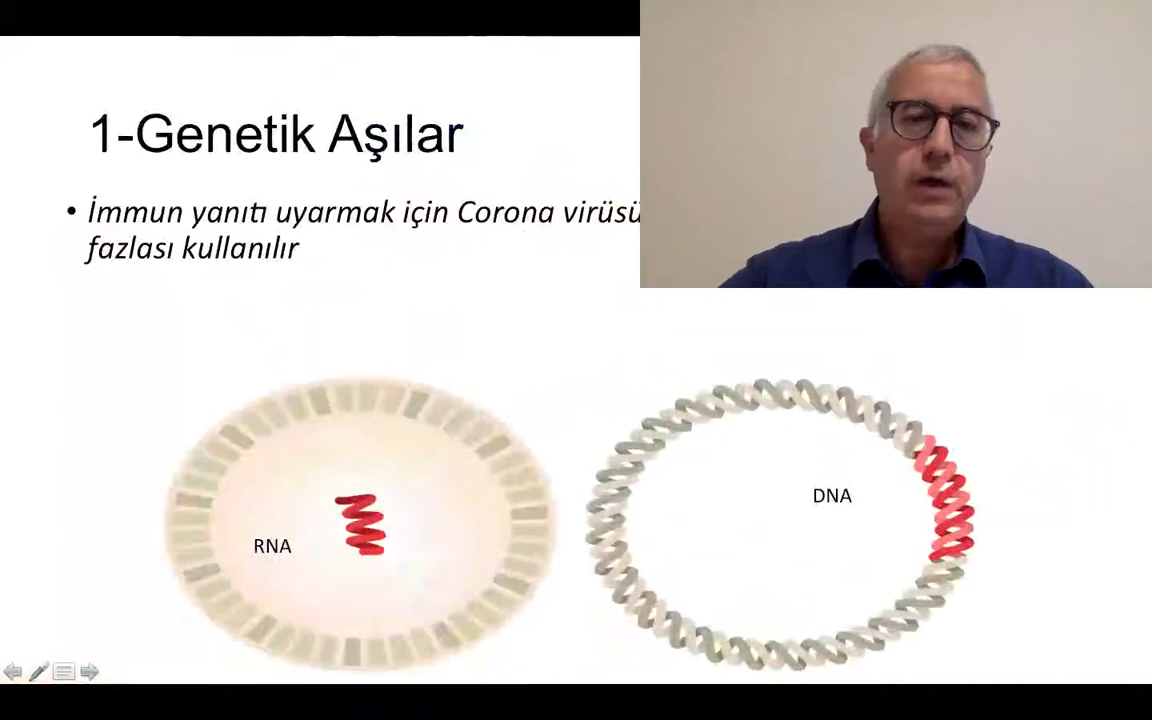 1-Genetik Aşılar
• İmmun yanıtı uyarmak için Corona virüsü
fazlası kullanılır
DNA
RNA